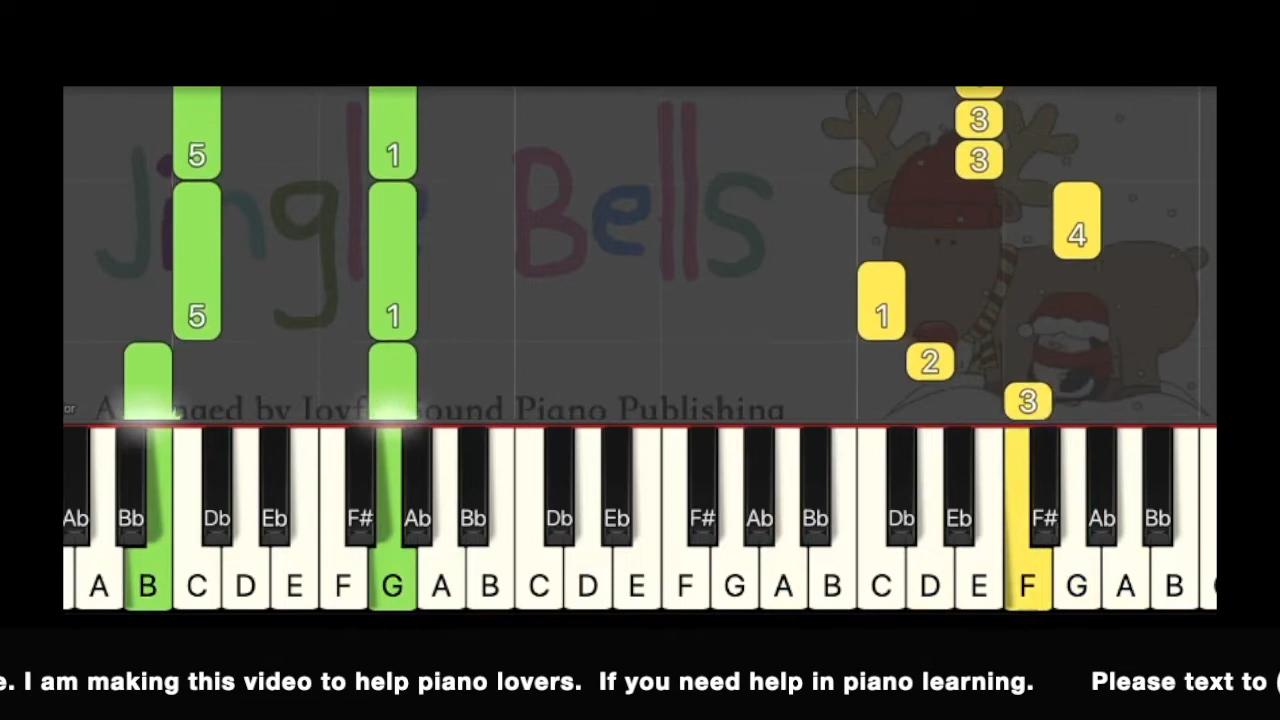 3
3
5 1
4
Jingle Bells
5 1 1
2
3
Arranged by Joyful Sound Piano Publishing
Ab Bb Db Eb F# Ab Bb Db Eb F# Ab Bb Db Eb F# Ab Bb
A B C D E F G A B C D E F G A B C D E F G A B
I am making this video to help piano lovers. If you need help in piano learning. Please text to